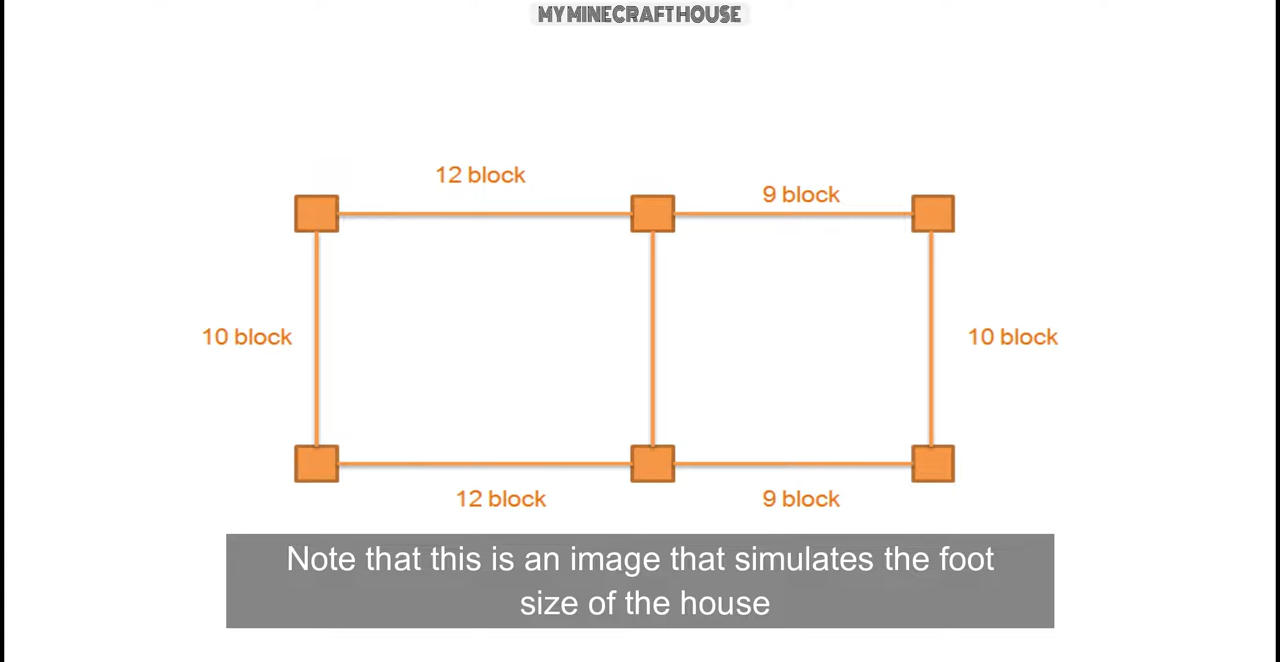 MYMINECRAFTHOUSE
12 block
9 block
10 block
10 block
12 block
9 block
Note that this is an image that simulates the foot
size of the house